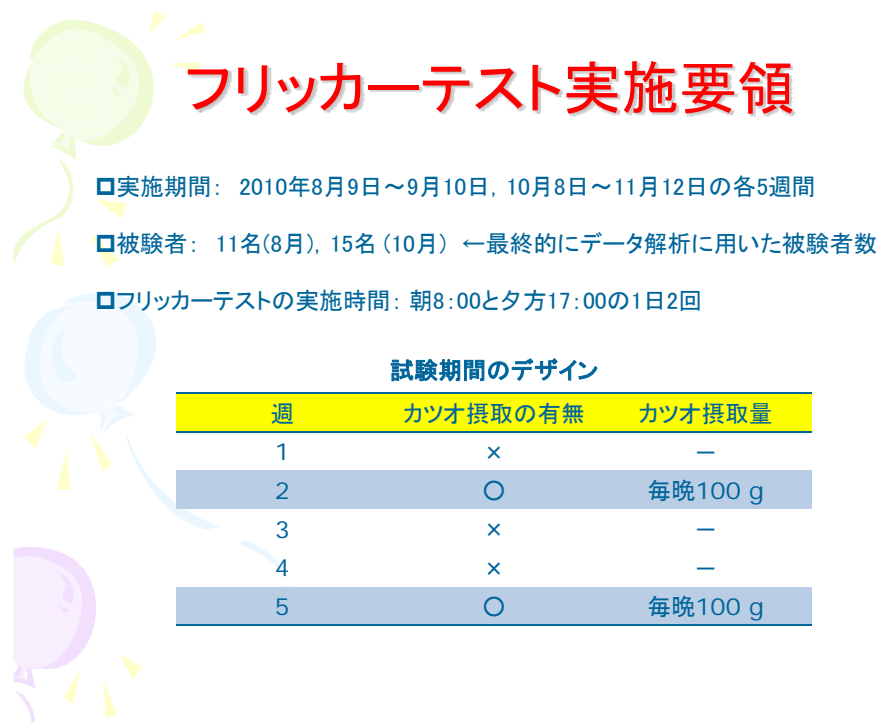 フリッカーテスト実施要領
□実施期間： 2010年8月9日～9月10日, 10月8日～11月12日の各5週間
□被験者： 11名(8月), 15名 (10月) ←最終的にデータ解析に用いた被験者数
□フリッカーテストの実施時間： 朝8:00と夕方17:00の1日2回
試験期間のデザイン
週 カツオ摂取の有無 カツオ摂取量
1 × －
2 〇 毎晩100 g
3 × －
4 × －
5 〇 毎晩100 g